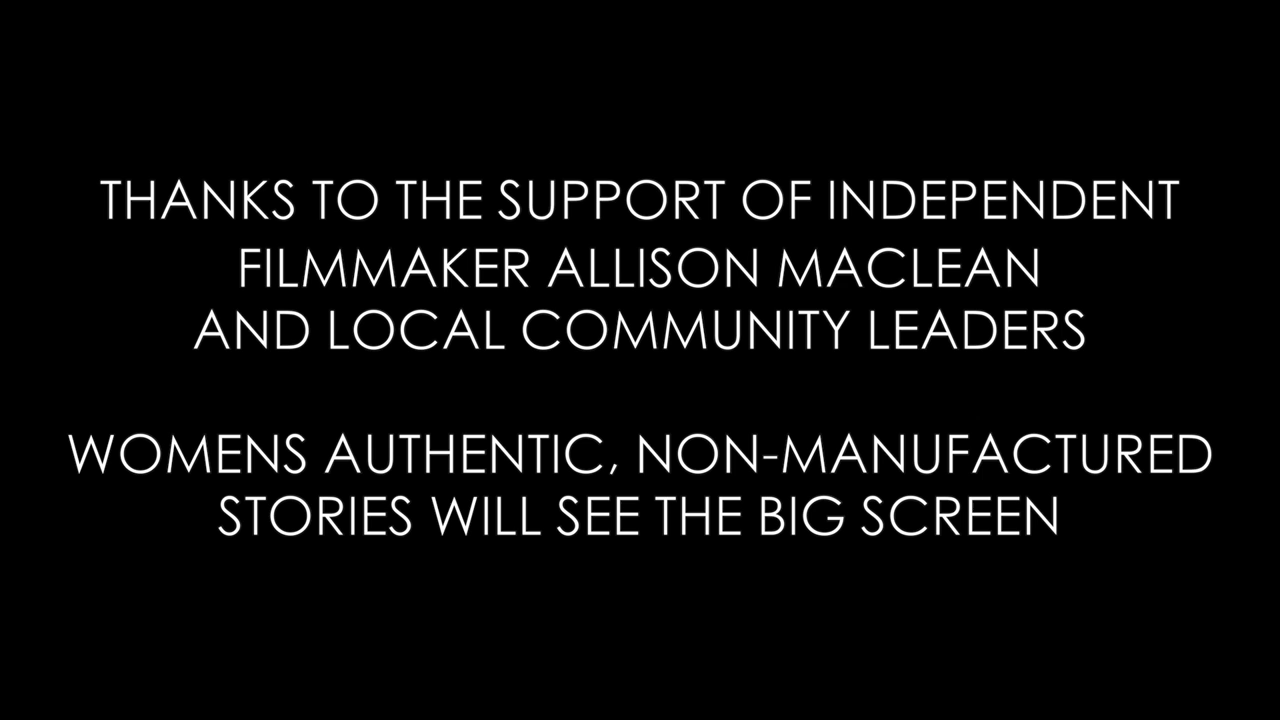 THANKS TO THE SUPPORT OF INDEPENDENT
FILMMAKER ALLISON MACLEAN
AND LOCAL COMMUNITY LEADERS
WOMENS AUTHENTIC, NON-MANUFACTURED
STORIES WILL SEE THE BIG SCREEN